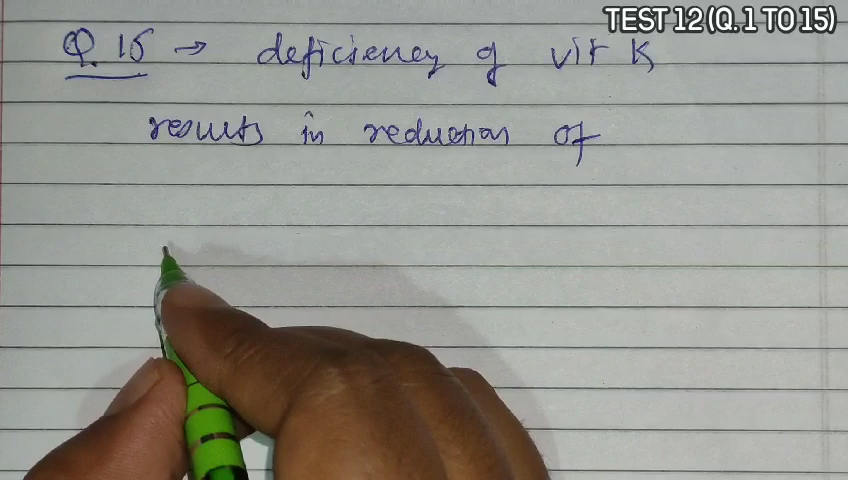 TEST 12 (Q. 1 TO 15)
Q. 15 → deficiency of vit K
results in reduction of